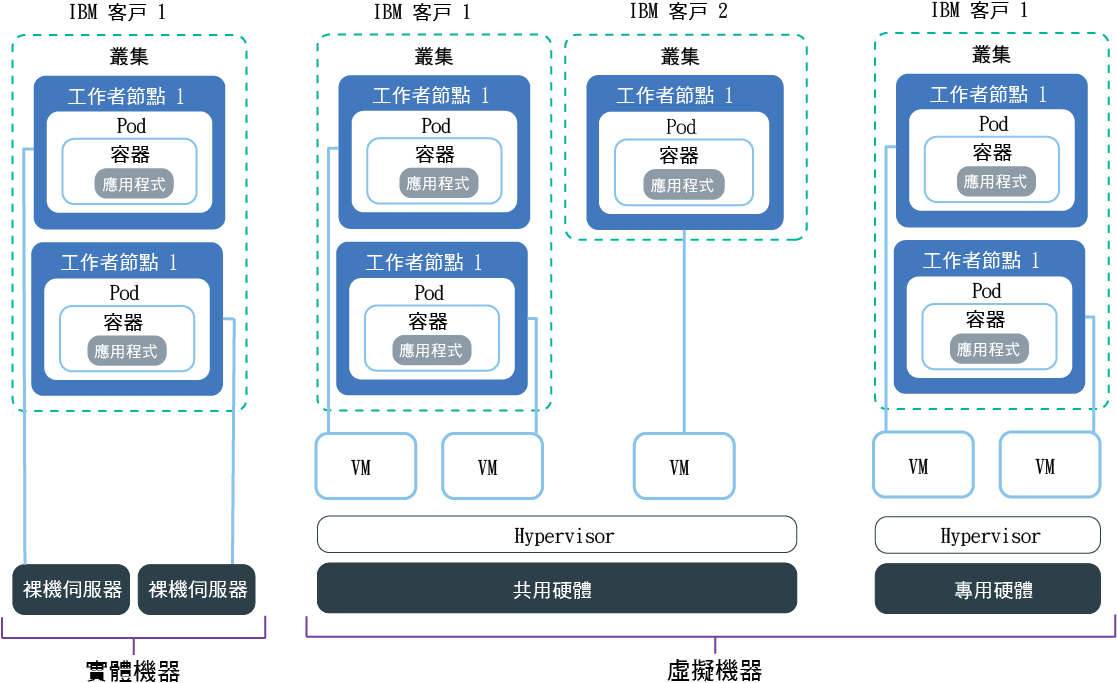 IBM 客戶 1
叢集
工作者節點 1
Pod
容器
應用程式
工作者節點 1
Pod
容器
應用程式
裸機伺服器
裸機伺服器
實體機器
IBM 客戶 1
叢集
工作者節點 1
Pod
容器
應用程式
工作者節點 1
Pod
容器
應用程式
VM
VM
IBM 客戶 2
叢集
工作者節點 1
Pod
容器
應用程式
VM
Hypervisor
共用硬體
IBM 客戶 1
叢集
工作者節點 1
Pod
容器
應用程式
工作者節點 1
Pod
容器
應用程式
VM
VM
Hypervisor
專用硬體
虛擬機器